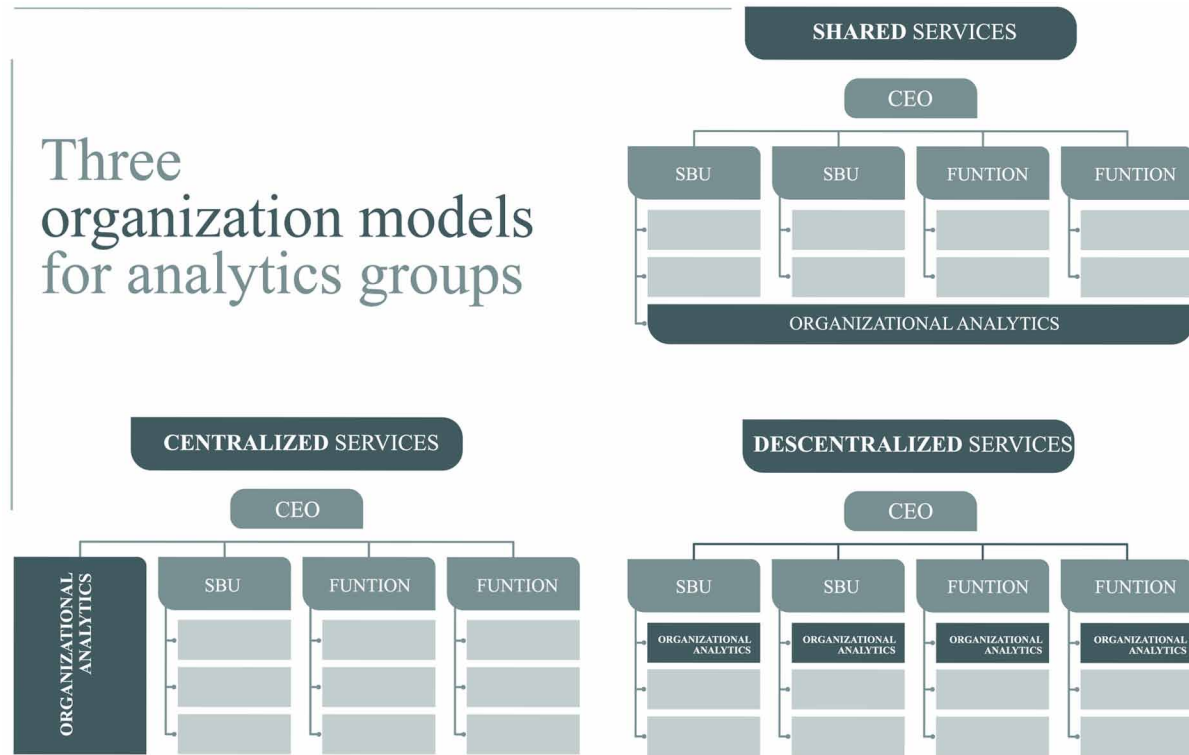 Three
organization models
for analytics groups
SHARED SERVICES
CEO
SBU
SBU
FUNTION
FUNTION
ORGANIZATIONAL ANALYTICS
CENTRALIZED SERVICES
CEO
ORGANIZATIONAL
ANALYTICS
SBU
FUNTION
FUNTION
DESCENTRALIZED SERVICES
CEO
SBU
SBU
FUNTION
FUNTION
ORGANIZATIONAL
ANALYTICS
ORGANIZATIONAL
ANALYTICS
ORGANIZATIONAL
ANALYTICS
ORGANIZATIONAL
ANALYTICS